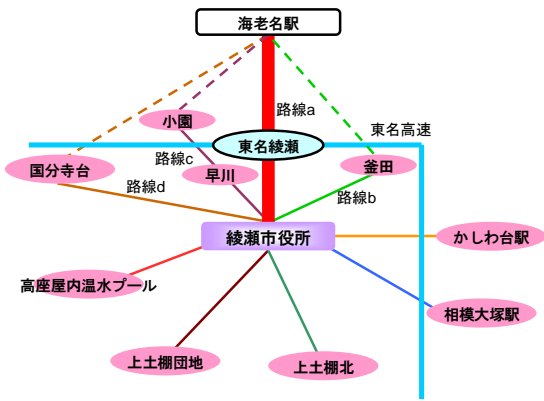 海老名駅
路線a
小園
東名高速
東名綾瀬
路線c
国分寺台
早川
釜田
路線d
路線b
綾瀬市役所
かしわ台駅
高座屋内温水プール
相模大塚駅
上土棚団地
上土棚北